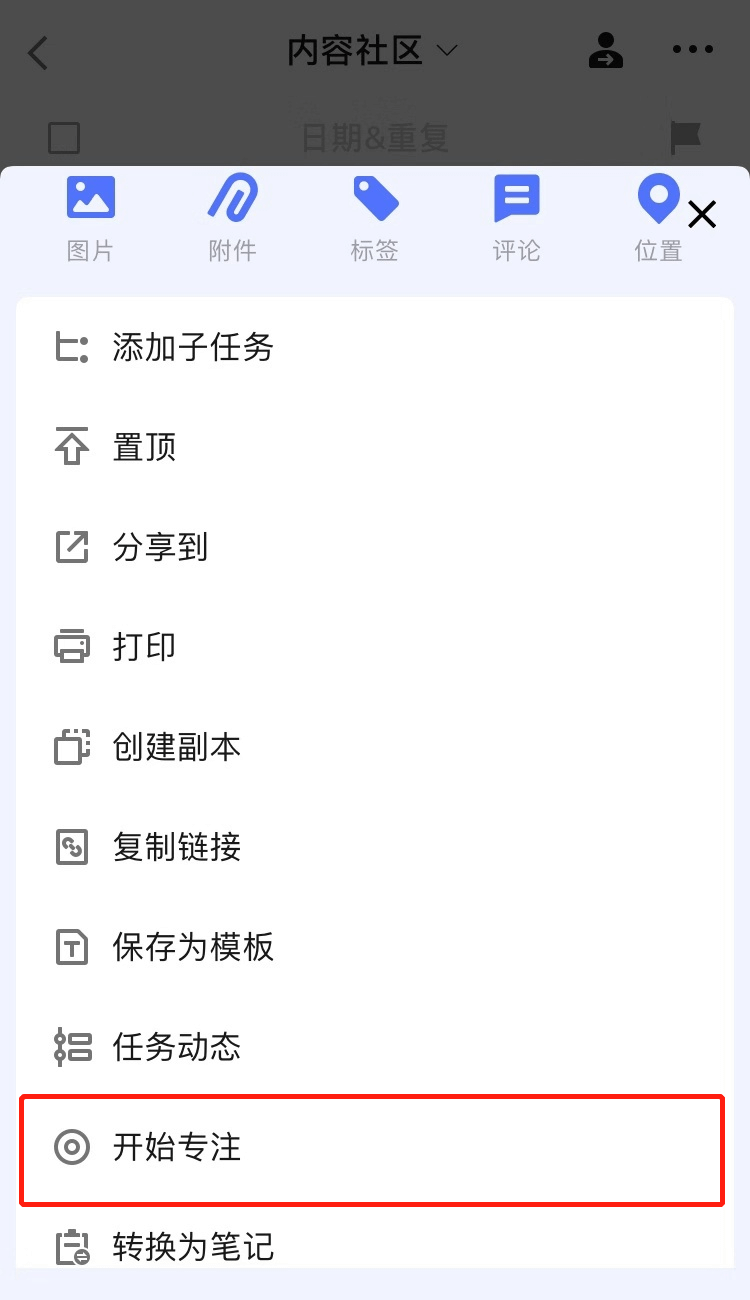 内容社区
日期&重复
图片 附件 标签 评论 位置
添加子任务
置顶
分享到
打印
创建副本
复制链接
保存为模板
任务动态
开始专注
转换为笔记